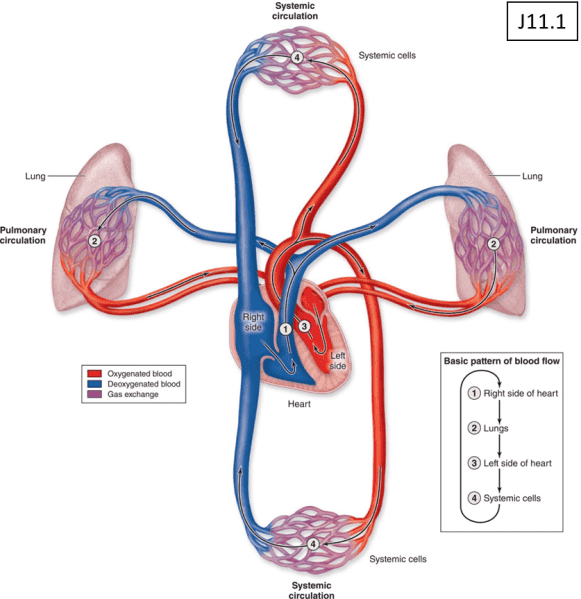 Systemic
circulation
J11.1
4
Systemic cells
Lung
Lung
Pulmonary
circulation
2
2
Pulmonary
circulation
Right
side
1
3
Left
side
Heart
Oxygenated blood
Deoxygenated blood
Gas exchange
Basic pattern of blood flow
1 Right side of heart
2 Lungs
3 Left side of heart
4 Systemic cells
4
Systemic cells
Systemic
circulation